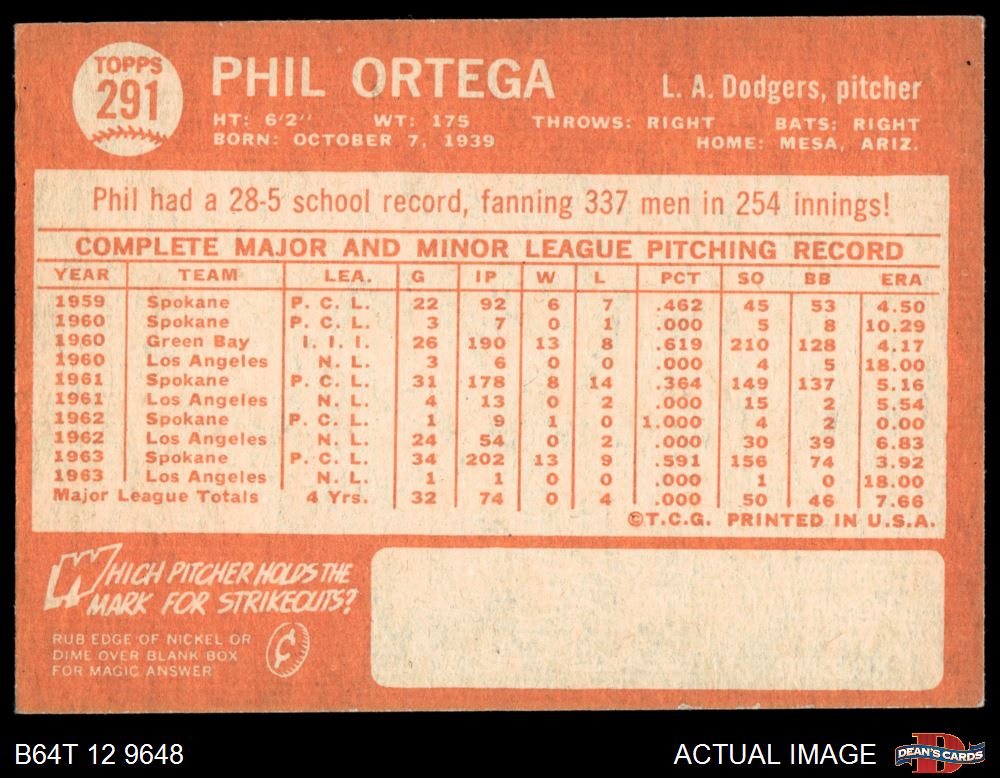 TOPPS
291
PHIL ORTEGA
L. A. Dodgers, pitcher
HT: 6'2" WT: 175 THROWS: RIGHT BATS: RIGHT
BORN: OCTOBER 7, 1939 HOME: MESA, ARIZ.
Phil had a 28-5 school record, fanning 337 men in 254 innings!
COMPLETE MAJOR AND MINOR LEAGUE PITCHING RECORD
YEAR TEAM LEA. G IP W L PCT SO BB ERA
1959 Spokane P. C. L. 22 92 6 7 .462 45 53 4.50
1960 Spokane P. C. L. 3 7 0 1 .000 5 8 10.29
1960 Green Bay I. I. I. 26 190 13 8 .619 210 128 4.17
1960 Los Angeles N. L. 3 6 0 0 .000 4 5 18.00
1961 Spokane P. C. L. 31 178 8 14 .364 149 137 5.16
1961 Los Angeles N. L. 4 13 0 2 .000 15 2 5.54
1962 Spokane P. C. L. 1 9 1 0 1.000 4 2 0.00
1962 Los Angeles N. L. 24 54 0 2 .000 30 39 6.83
1963 Spokane P. C. L. 34 202 13 9 .591 156 74 3.92
1963 Los Angeles N. L. 1 1 0 0 .000 1 0 18.00
Major League Totals 4 Yrs. 32 74 0 4 .000 50 46 7.66
©T.C.G. PRINTED IN U.S.A.
WHICH PITCHER HOLDS THE
MARK FOR STRIKEOUTS?
RUB EDGE OF NICKEL OR
DIME OVER BLANK BOX
FOR MAGIC ANSWER
¢
B64T 12 9648
ACTUAL IMAGE
D
DEAN'S CARDS